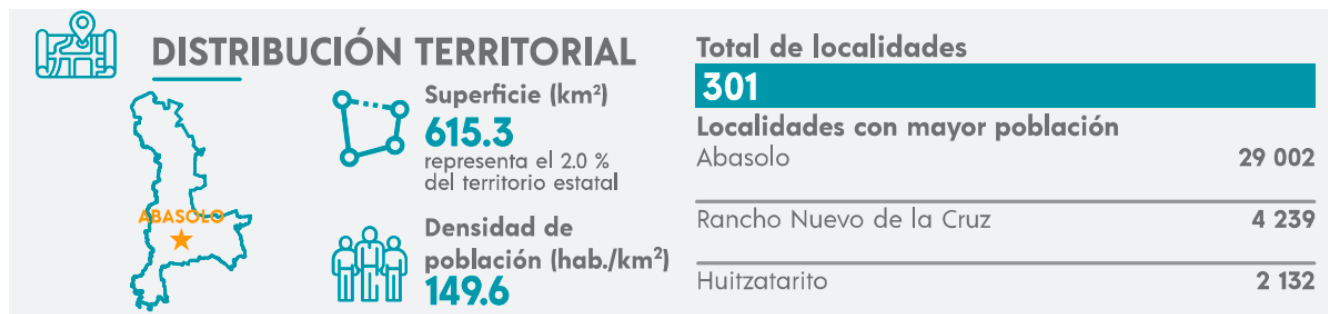 DISTRIBUCIÓN TERRITORIAL
ABASOLO
Superficie (km²)
615.3
representa el 2.0 %
del territorio estatal
Densidad de
población (hab./km²)
149.6
Total de localidades
301
Localidades con mayor población
Abasolo 29 002
Rancho Nuevo de la Cruz 4 239
Huitzatarito 2 132